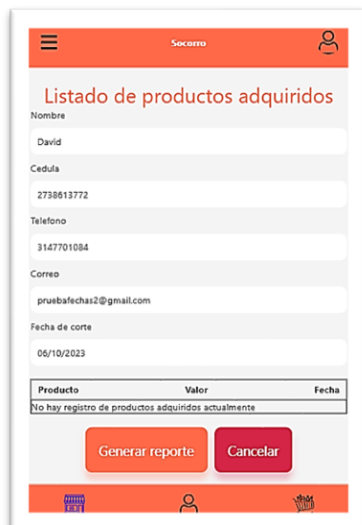 Socorro
Listado de productos adquiridos
Nombre
David
Cedula
2738613772
Telefono
3147701084
Correo
pruebafechas2@gmail.com
Fecha de corte
06/10/2023
Producto Valor Fecha
No hay registro de productos adquiridos actualmente
Generar reporte Cancelar